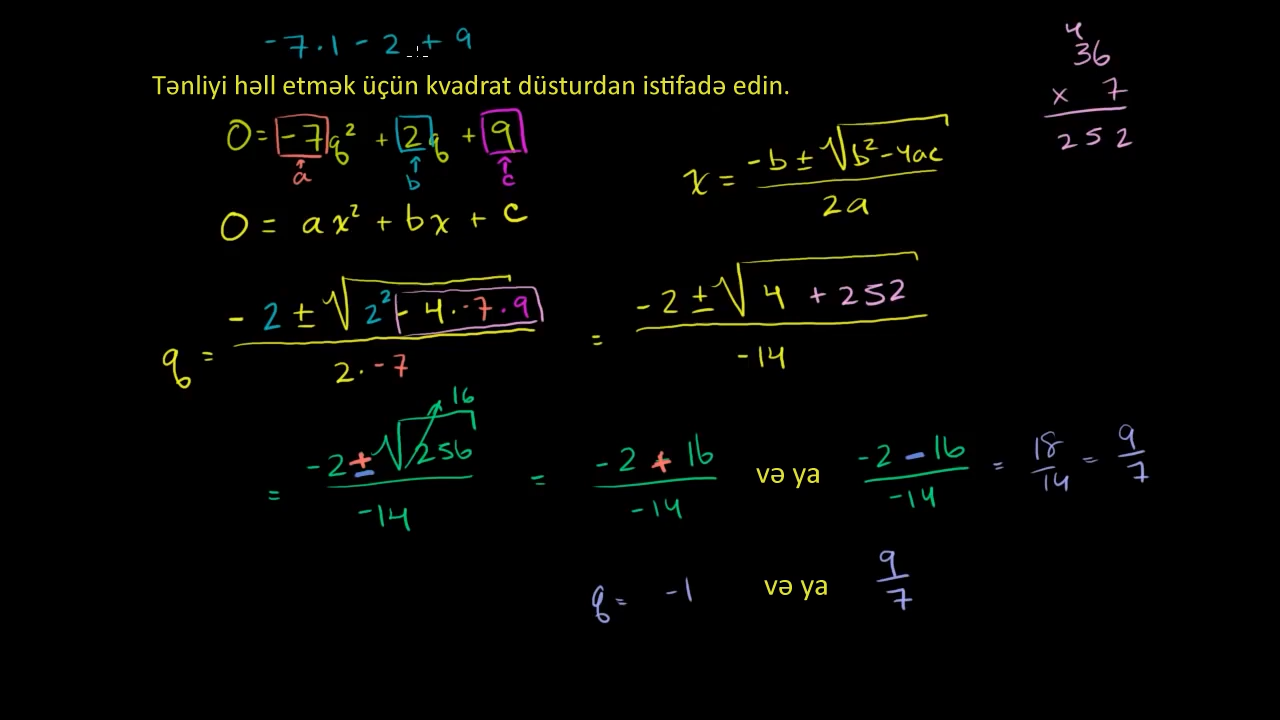 -7·1 - 2 + 9
Tənliyi həll etmək üçün kvadrat düsturdan istifadə edin.
0 = -7q² + 2q + 9
a b c
0 = ax² + bx + c
x = (-b ± √(b² - 4ac)) / 2a
4
36
x 7
252
q = (-2 ± √(2² - 4·-7·9)) / (2·-7) = (-2 ± √(4 + 252)) / -14
16
= (-2 ± √256) / -14 = (-2 + 16) / -14 və ya (-2 - 16) / -14 = 18/14 = 9/7
q = -1 və ya 9/7